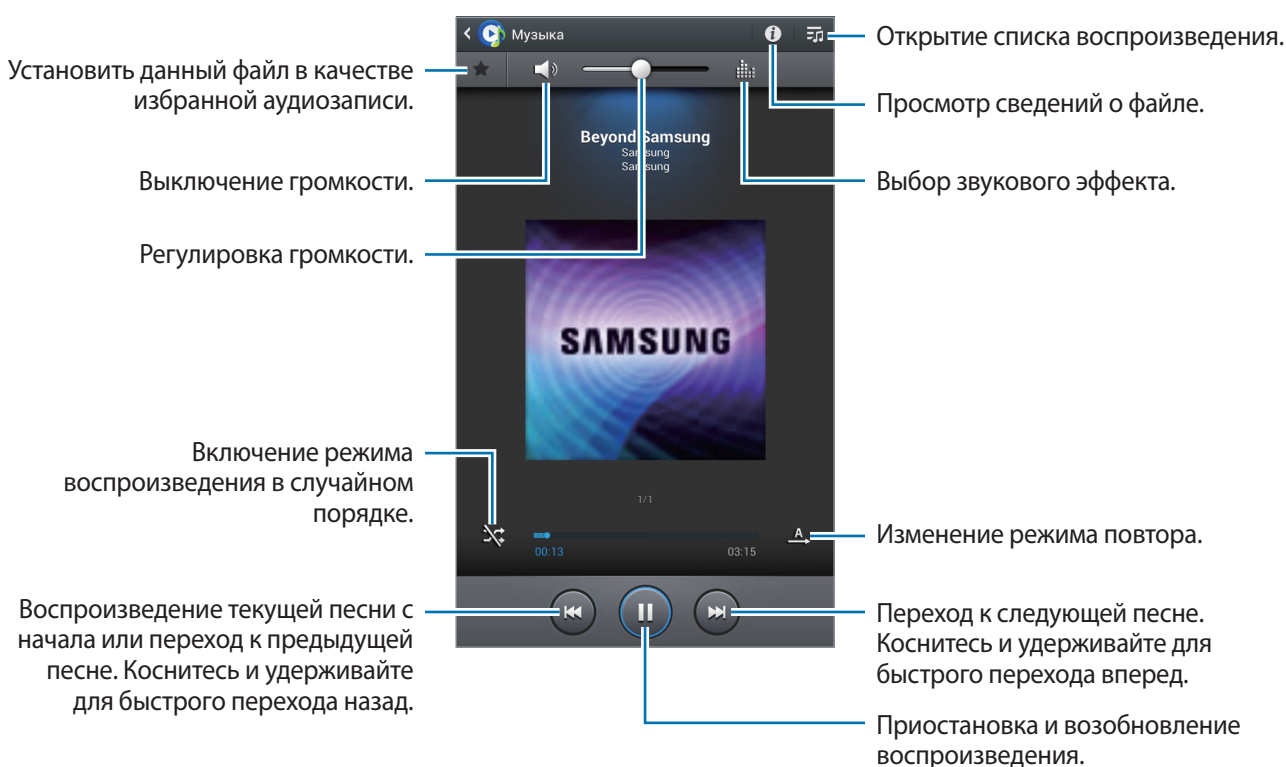 Музыка
Открытие списка воспроизведения.
Установить данный файл в качестве
избранной аудиозаписи.
Просмотр сведений о файле.
Beyond Samsung
Samsung
Samsung
Выключение громкости.
Выбор звукового эффекта.
Регулировка громкости.
SAMSUNG
Включение режима
воспроизведения в случайном
порядке.
1/1
A
00:13
03:15
Изменение режима повтора.
Воспроизведение текущей песни с
начала или переход к предыдущей
песне. Коснитесь и удерживайте
для быстрого перехода назад.
Переход к следующей песне.
Коснитесь и удерживайте для
быстрого перехода вперед.
Приостановка и возобновление
воспроизведения.